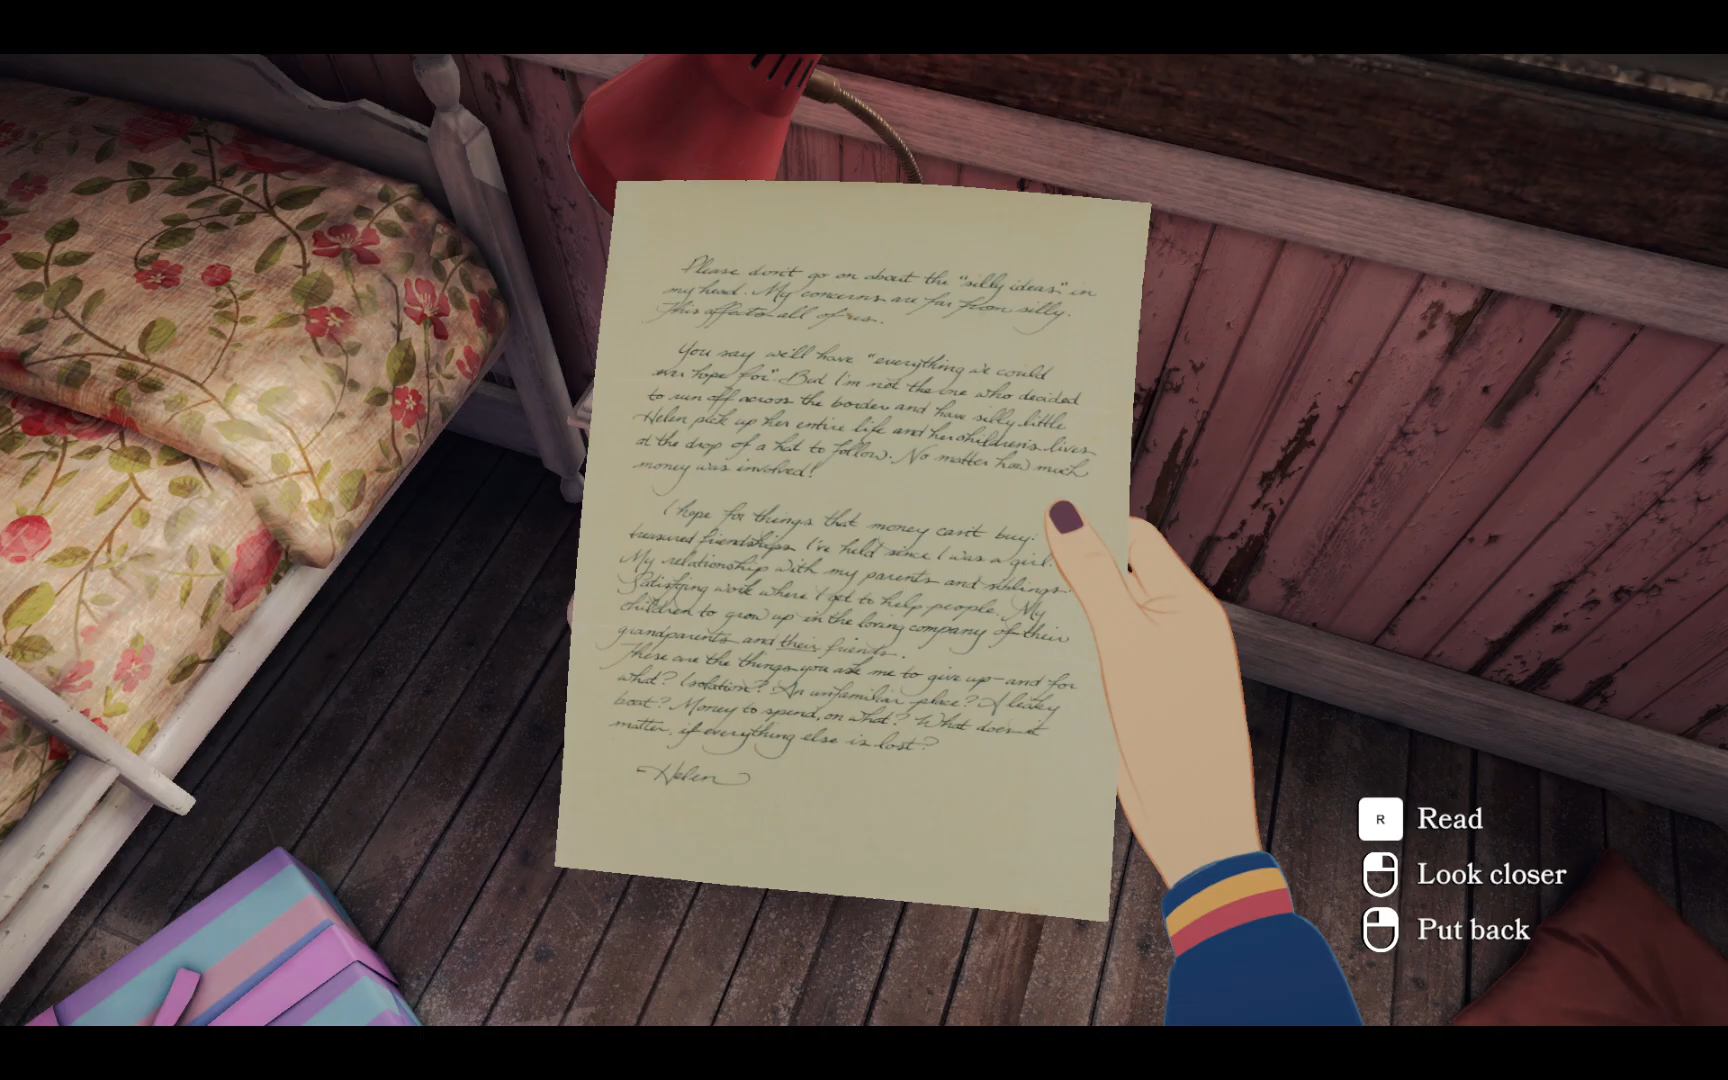 Please don't go on about the "silly ideas" in
my head. My concerns are far from silly.
This affects all of us.
You say we'll have "everything we could
ever hope for" But I'm not the one who decided
to run off across the border and have silly little
Helen pick up her entire life and her children's lives
at the drop of a hat to follow. No matter how much
money was involved!
I hope for things that money can't buy:
treasured friendships I've held since I was a girl.
My relationship with my parents and siblings.
Satisfying work where I get to help people. My
children to grow up in the loving company of their
grandparents and their friends.
These are the things you ask me to give up—and for
what? Isolation? An unfamiliar place? A leaky
boat? Money to spend, on what? What does it
matter, if everything else is lost?
-Helen
R Read
Look closer
Put back